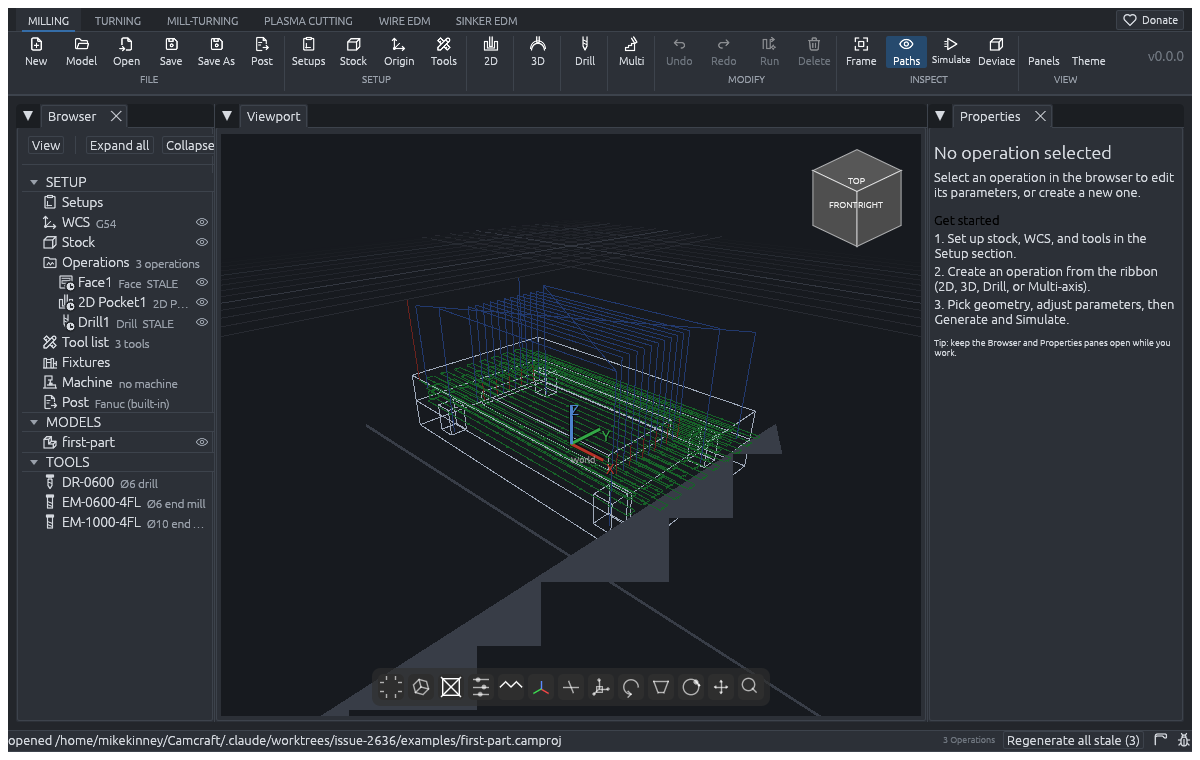 MILLING TURNING MILL-TURNING PLASMA CUTTING WIRE EDM SINKER EDM Donate
New Model Open Save Save As Post Setups Stock Origin Tools 2D 3D Drill Multi Undo Redo Run Delete Frame Paths Simulate Deviate Panels Theme v0.0.0
FILE SETUP MODIFY INSPECT VIEW
Browser Viewport Properties
View Expand all Collapse
No operation selected
Select an operation in the browser to edit
its parameters, or create a new one.
Get started
1. Set up stock, WCS, and tools in the
Setup section.
2. Create an operation from the ribbon
(2D, 3D, Drill, or Multi-axis).
3. Pick geometry, adjust parameters, then
Generate and Simulate.
Tip: keep the Browser and Properties panes open while you
work.
SETUP
Setups
WCS G54
Stock
Operations 3 operations
Face1 Face STALE
2D Pocket1 2D P...
Drill1 Drill STALE
Tool list 3 tools
Fixtures
Machine no machine
Post Fanuc (built-in)
MODELS
first-part
TOOLS
DR-0600 Ø6 drill
EM-0600-4FL Ø6 end mill
EM-1000-4FL Ø10 end ...
TOP
FRONT RIGHT
Z
Y
X
World
opened /home/mikekinney/Camcraft/.claude/worktrees/issue-2636/examples/first-part.camproj 3 Operations Regenerate all stale (3)